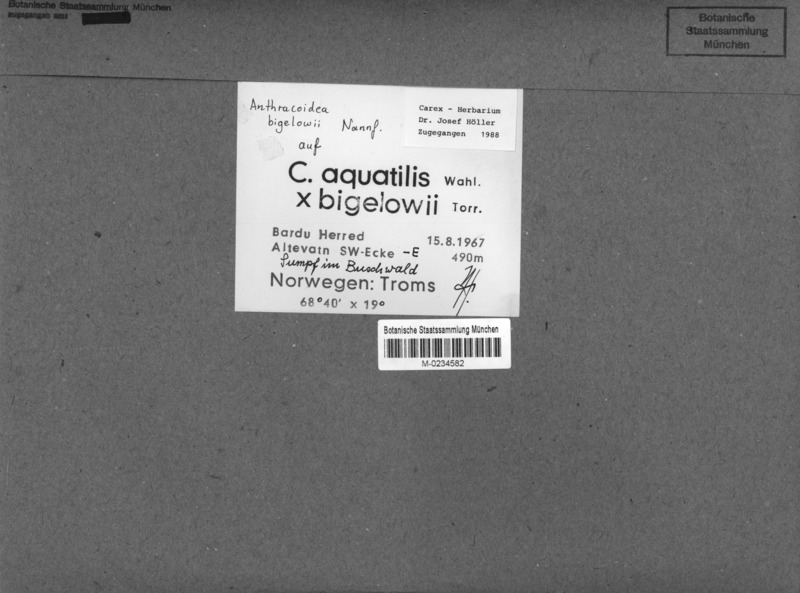 Botanische Staatssammlung München
zugegangen
Botanische
Staatssammlung
München
Anthracoidea
bigelowii Nannf.
auf
Carex - Herbarium
Dr. Josef Höller
Zugegangen 1988
C. aquatilis Wahl.
x bigelowii Torr.
Bardu Herred 15.8.1967
Altevatn SW-Ecke -E 490m
Sumpf im Buschwald
Norwegen: Troms
68°40' x 19°
Botanische Staatssammlung München
M-0234582